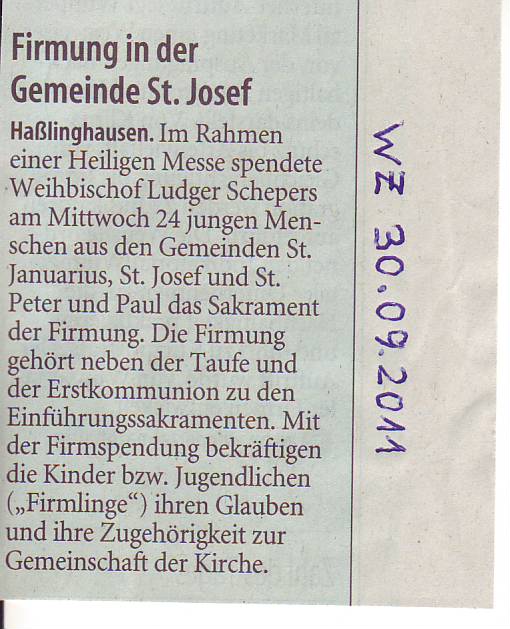 Firmung in der
Gemeinde St. Josef
Haßlinghausen. Im Rahmen
einer Heiligen Messe spendete
Weihbischof Ludger Schepers
am Mittwoch 24 jungen Men-
schen aus den Gemeinden St.
Januarius, St. Josef und St.
Peter und Paul das Sakrament
der Firmung. Die Firmung
gehört neben der Taufe und
der Erstkommunion zu den
Einführungssakramenten. Mit
der Firmspendung bekräftigen
die Kinder bzw. Jugendlichen
(„Firmlinge“) ihren Glauben
und ihre Zugehörigkeit zur
Gemeinschaft der Kirche.
WZ 30.09.2011